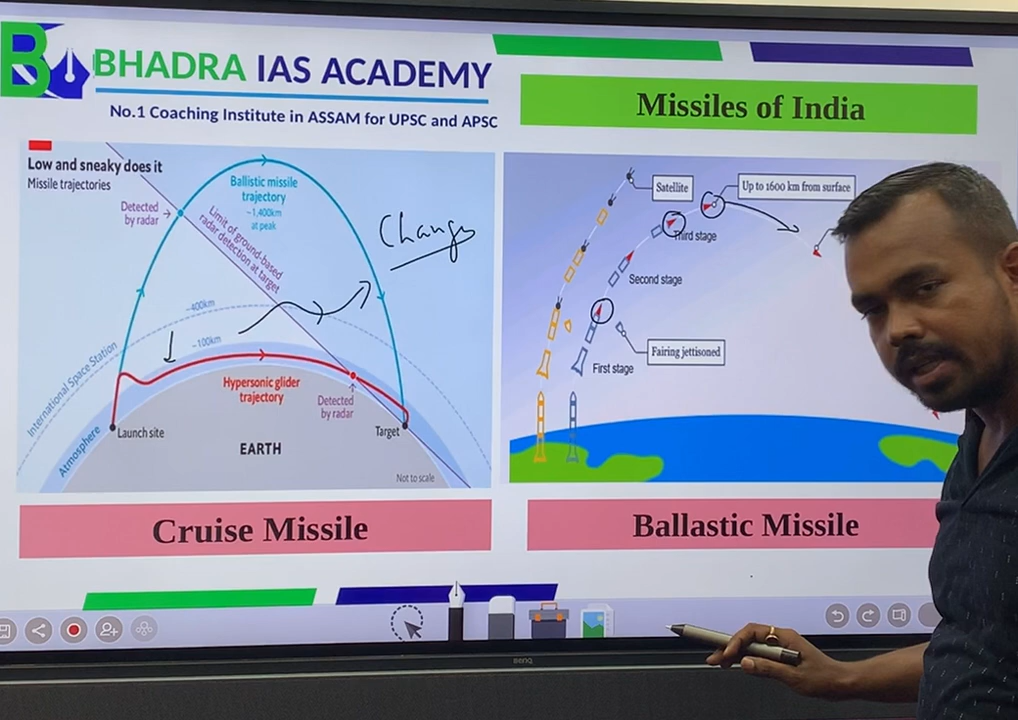 BHADRA IAS ACADEMY
No.1 Coaching Institute in ASSAM for UPSC and APSC
Missiles of India
Low and sneaky does it
Missile trajectories
Detected
by radar
Ballistic missile
trajectory
~1,400km
at peak
Limit of ground-based
radar detection at target
Change
~400km
International Space Station
~100km
Hypersonic glider
trajectory
Detected
by radar
Launch site
Target
Atmosphere
EARTH
Not to scale
Cruise Missile
Satellite
Up to 1600 km from surface
Third stage
Second stage
Fairing jettisoned
First stage
Ballastic Missile
BenQ